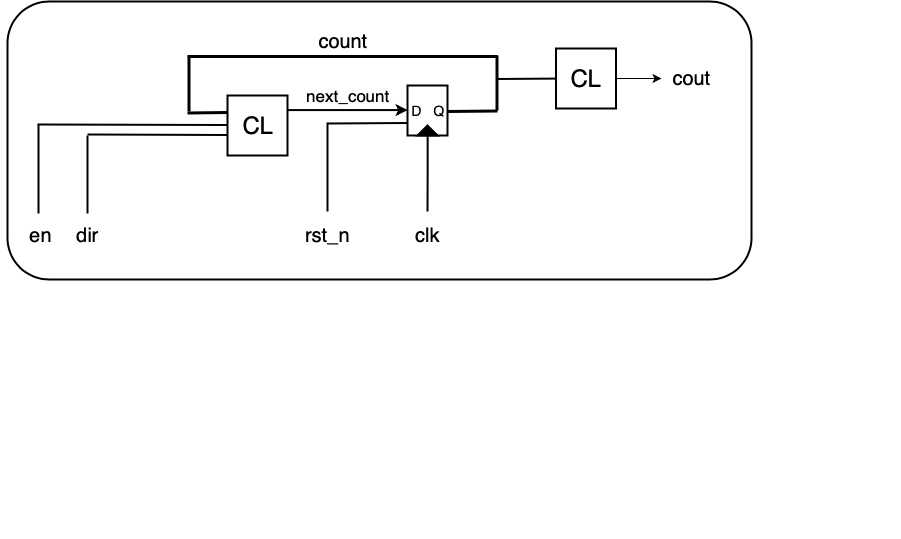 count
CL
cout
next_count
D Q
CL
en dir
rst_n
clk